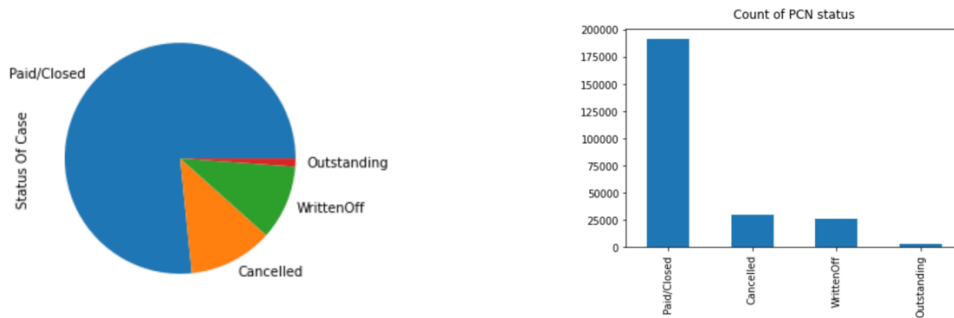 Status Of Case
Paid/Closed
Outstanding
WrittenOff
Cancelled
Count of PCN status
200000
175000
150000
125000
100000
75000
50000
25000
0
Paid/Closed
Cancelled
WrittenOff
Outstanding